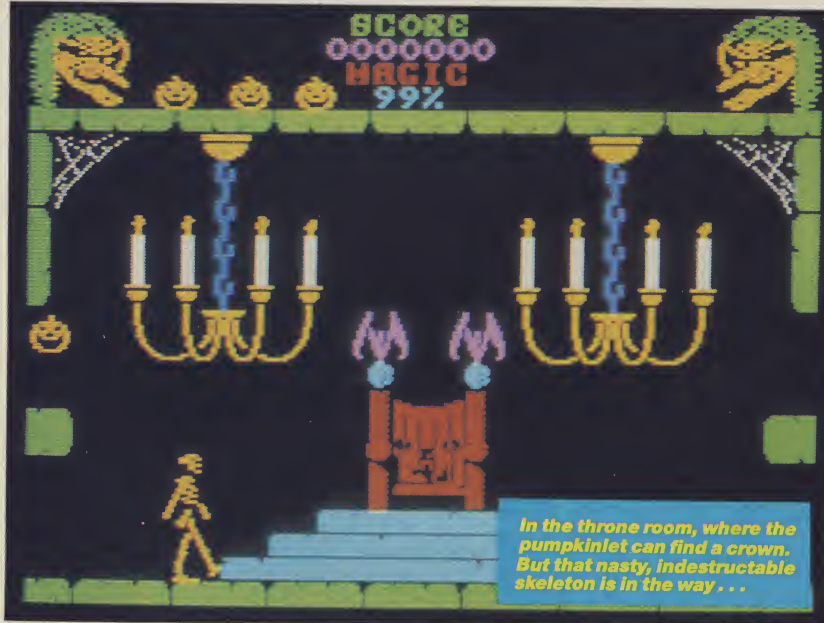 SCORE
0000000
MAGIC
99%
In the throne room, where the
pumpkinlet can find a crown.
But that nasty, indestructable
skeleton is in the way...